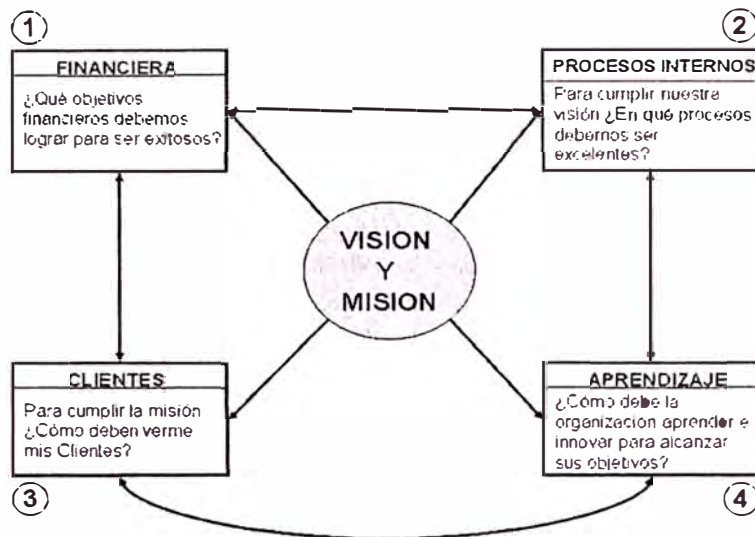 1
FINANCIERA
¿Qué objetivos
financieros debemos
lograr para ser exitosos?
2
PROCESOS INTERNOS
Para cumplir nuestra
visión ¿En qué procesos
debemos ser
excelentes?
VISION
Y
MISION
CLIENTES
Para cumplir la misión
¿Cómo deben verme
mis Clientes?
3
APRENDIZAJE
¿Cómo debe la
organización aprender e
innovar para alcanzar
sus objetivos?
4